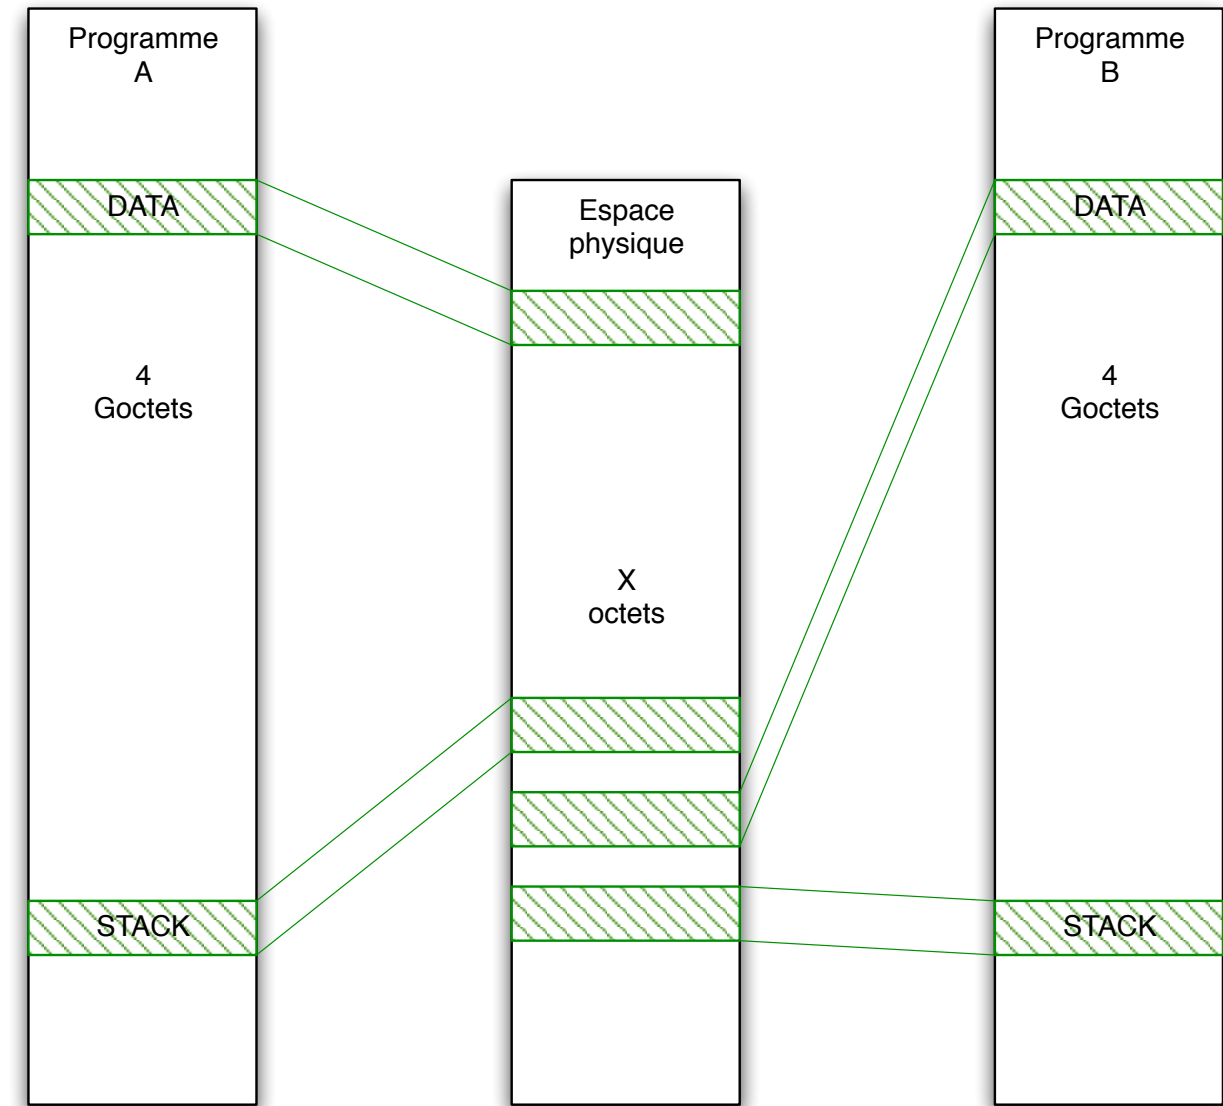 Programme
A
DATA
4
Goctets
STACK
Espace
physique
X
octets
Programme
B
DATA
4
Goctets
STACK